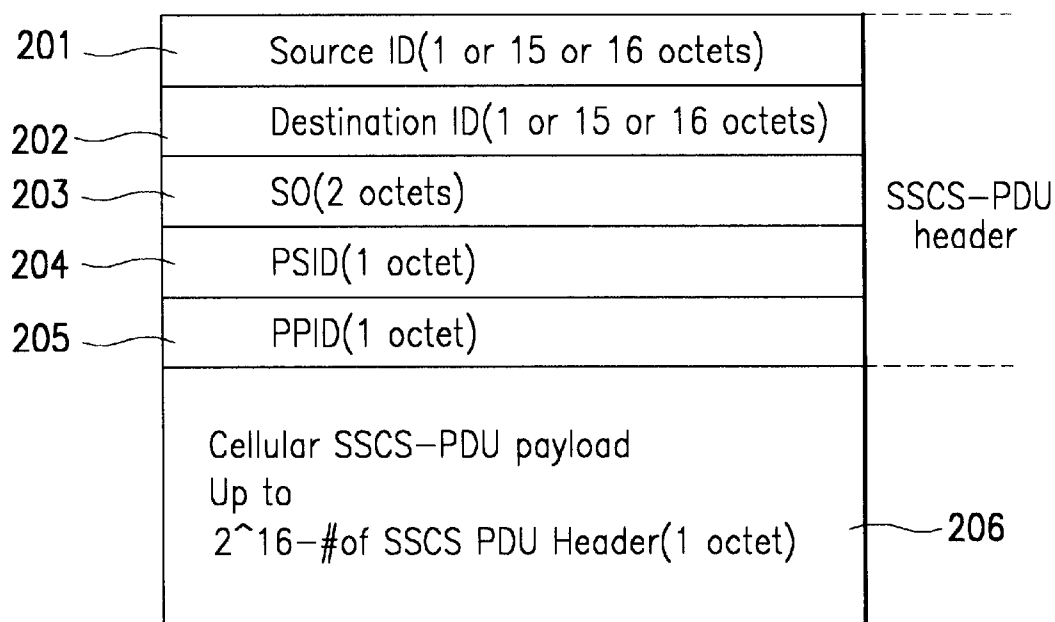 201
Source ID(1 or 15 or 16 octets)
202
Destination ID(1 or 15 or 16 octets)
203
SO(2 octets)
SSCS-PDU
header
204
PSID(1 octet)
205
PPID(1 octet)
Cellular SSCS-PDU payload
Up to
2^16-#of SSCS PDU Header(1 octet)
206